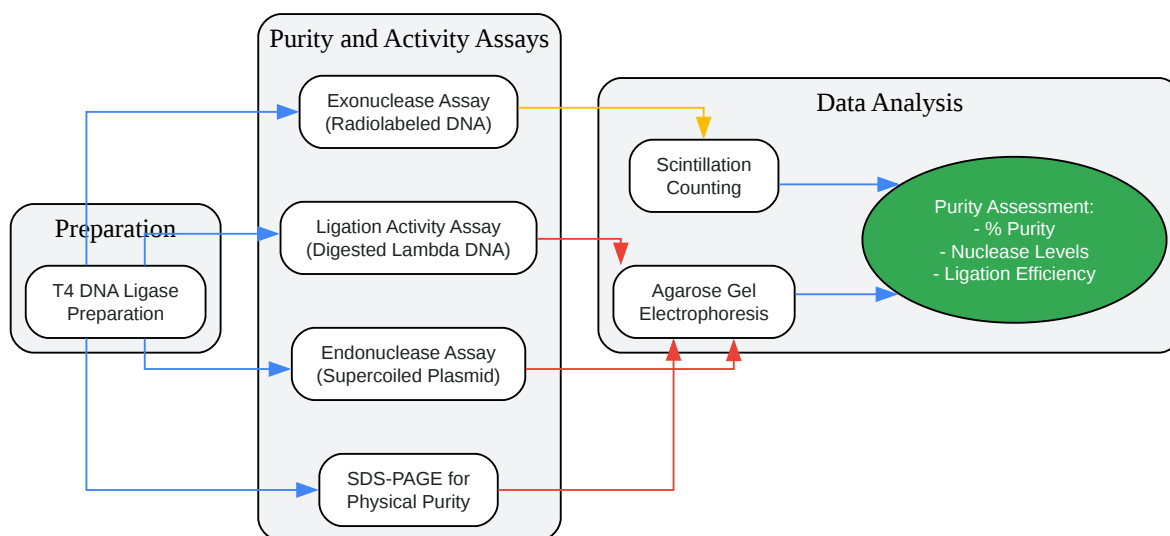 Preparation
T4 DNA Ligase
Preparation
Purity and Activity Assays
Exonuclease Assay
(Radiolabeled DNA)
Ligation Activity Assay
(Digested Lambda DNA)
Endonuclease Assay
(Supercoiled Plasmid)
SDS-PAGE for
Physical Purity
Data Analysis
Scintillation
Counting
Agarose Gel
Electrophoresis
Purity Assessment:
- % Purity
- Nuclease Levels
- Ligation Efficiency